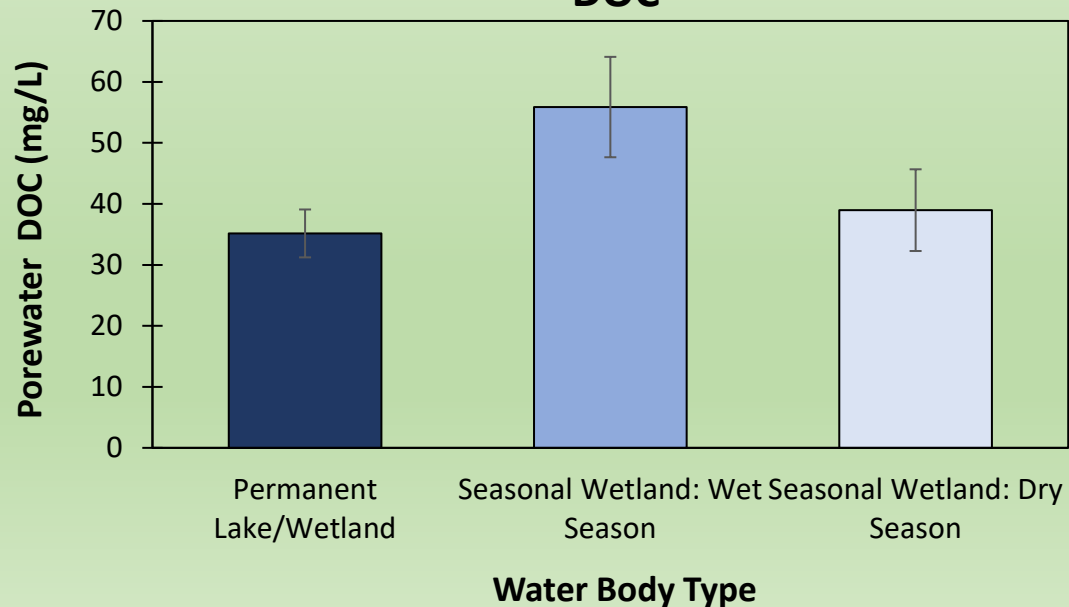 DOC
70
60
50
40
30
20
10
0
Porewater DOC (mg/L)
Permanent
Lake/Wetland
Seasonal Wetland: Wet
Season
Seasonal Wetland: Dry
Season
Water Body Type